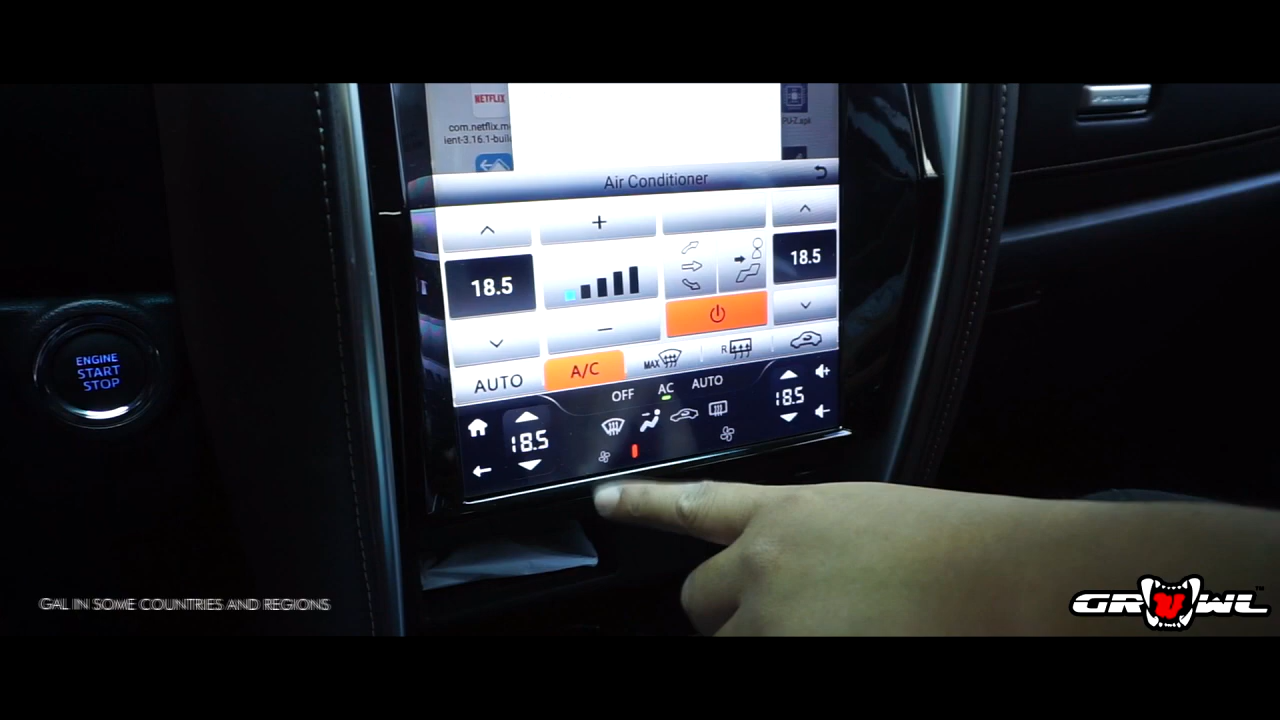 NETFLIX
com.netflix.m
ient-3.16.1-buil
PU-Z.apk
Air Conditioner
18.5
18.5
ENGINE
START
STOP
AUTO
A/C
MAX
R
OFF
AC
AUTO
18.5
18.5
GAL IN SOME COUNTRIES AND REGIONS
GROWL